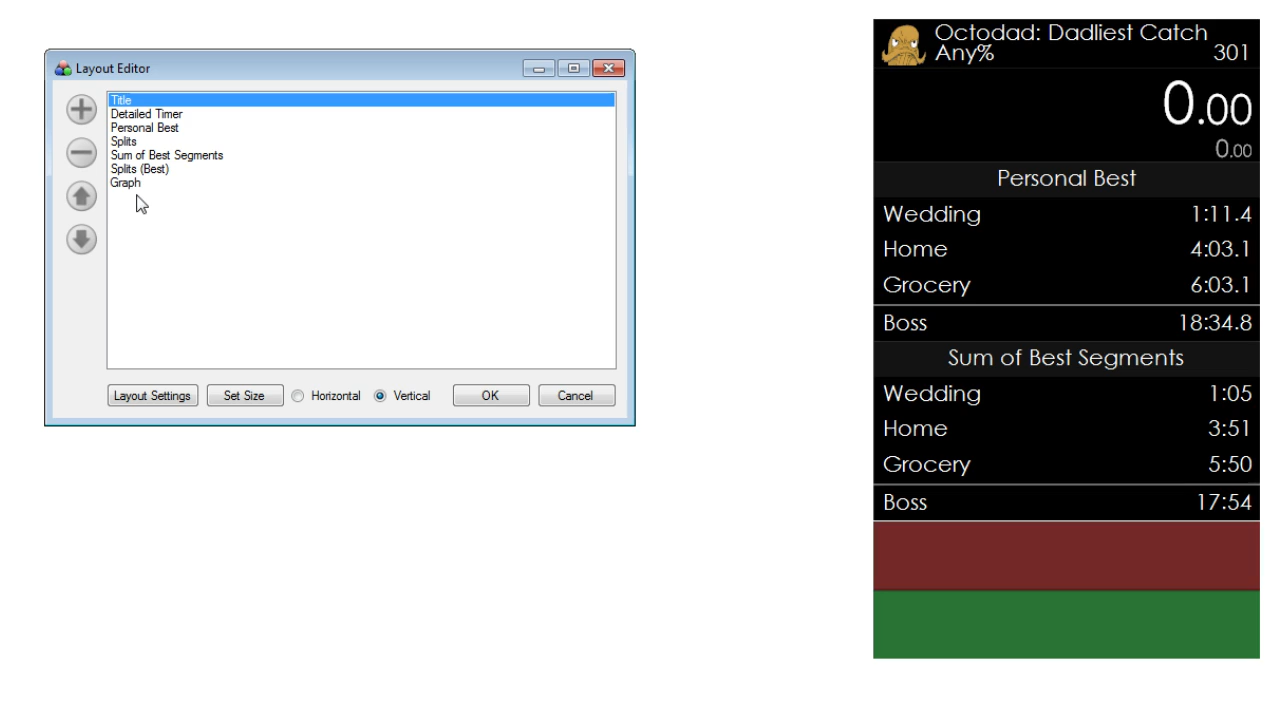 Layout Editor
Title
Detailed Timer
Personal Best
Splits
Sum of Best Segments
Splits (Best)
Graph
Layout Settings Set Size Horizontal Vertical OK Cancel
Octodad: Dadliest Catch
Any% 301
0.00
0.00
Personal Best
Wedding 1:11.4
Home 4:03.1
Grocery 6:03.1
Boss 18:34.8
Sum of Best Segments
Wedding 1:05
Home 3:51
Grocery 5:50
Boss 17:54